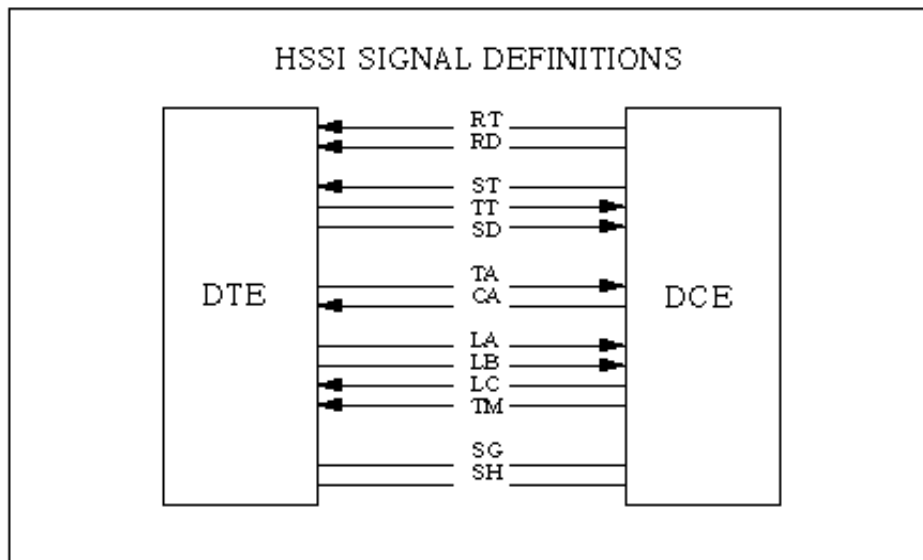 HSSI SIGNAL DEFINITIONS
RT
RD
ST
TT
SD
TA
CA
DTE
DCE
LA
LB
LC
TM
SG
SH